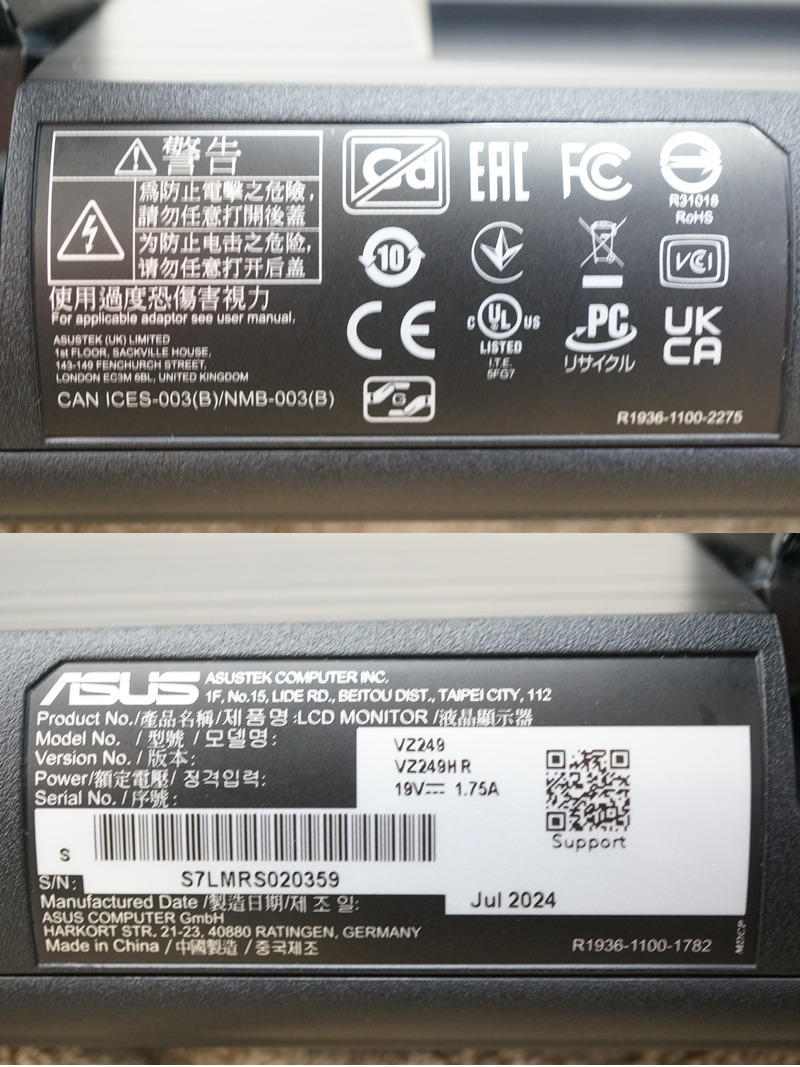 警告
為防止電擊之危險，
請勿任意打開後蓋
为防止电击之危险，
请勿任意打开后盖
使用過度恐傷害視力
For applicable adaptor see user manual.
ASUSTEK (UK) LIMITED
1st FLOOR, SACKVILLE HOUSE,
143-149 FENCHURCH STREET,
LONDON EC3M 6BL, UNITED KINGDOM
CAN ICES-003(B)/NMB-003(B)
Cd
EAC
FC
R31018
RoHS
10
VCCI
CE
C UL US
LISTED
I.T.E.
5FG7
PC
リサイクル
UK
CA
G
R1936-1100-2275
ASUS ASUSTEK COMPUTER INC.
1F, No.15, LIDE RD., BEITOU DIST., TAIPEI CITY, 112
Product No./產品名稱/제품명:LCD MONITOR /液晶顯示器
Model No. / 型號 / 모델명: VZ249
Version No. / 版本: VZ249HR
Power/額定電壓/ 정격입력: 19V 1.75A
Serial No. / 序號:
Support
S
S/N: S7LMRS020359
Manufactured Date /製造日期/제 조 일: Jul 2024
ASUS COMPUTER GmbH
HARKORT STR. 21-23, 40880 RATINGEN, GERMANY
Made in China / 中國製造 / 중국제조
R1936-1100-1782